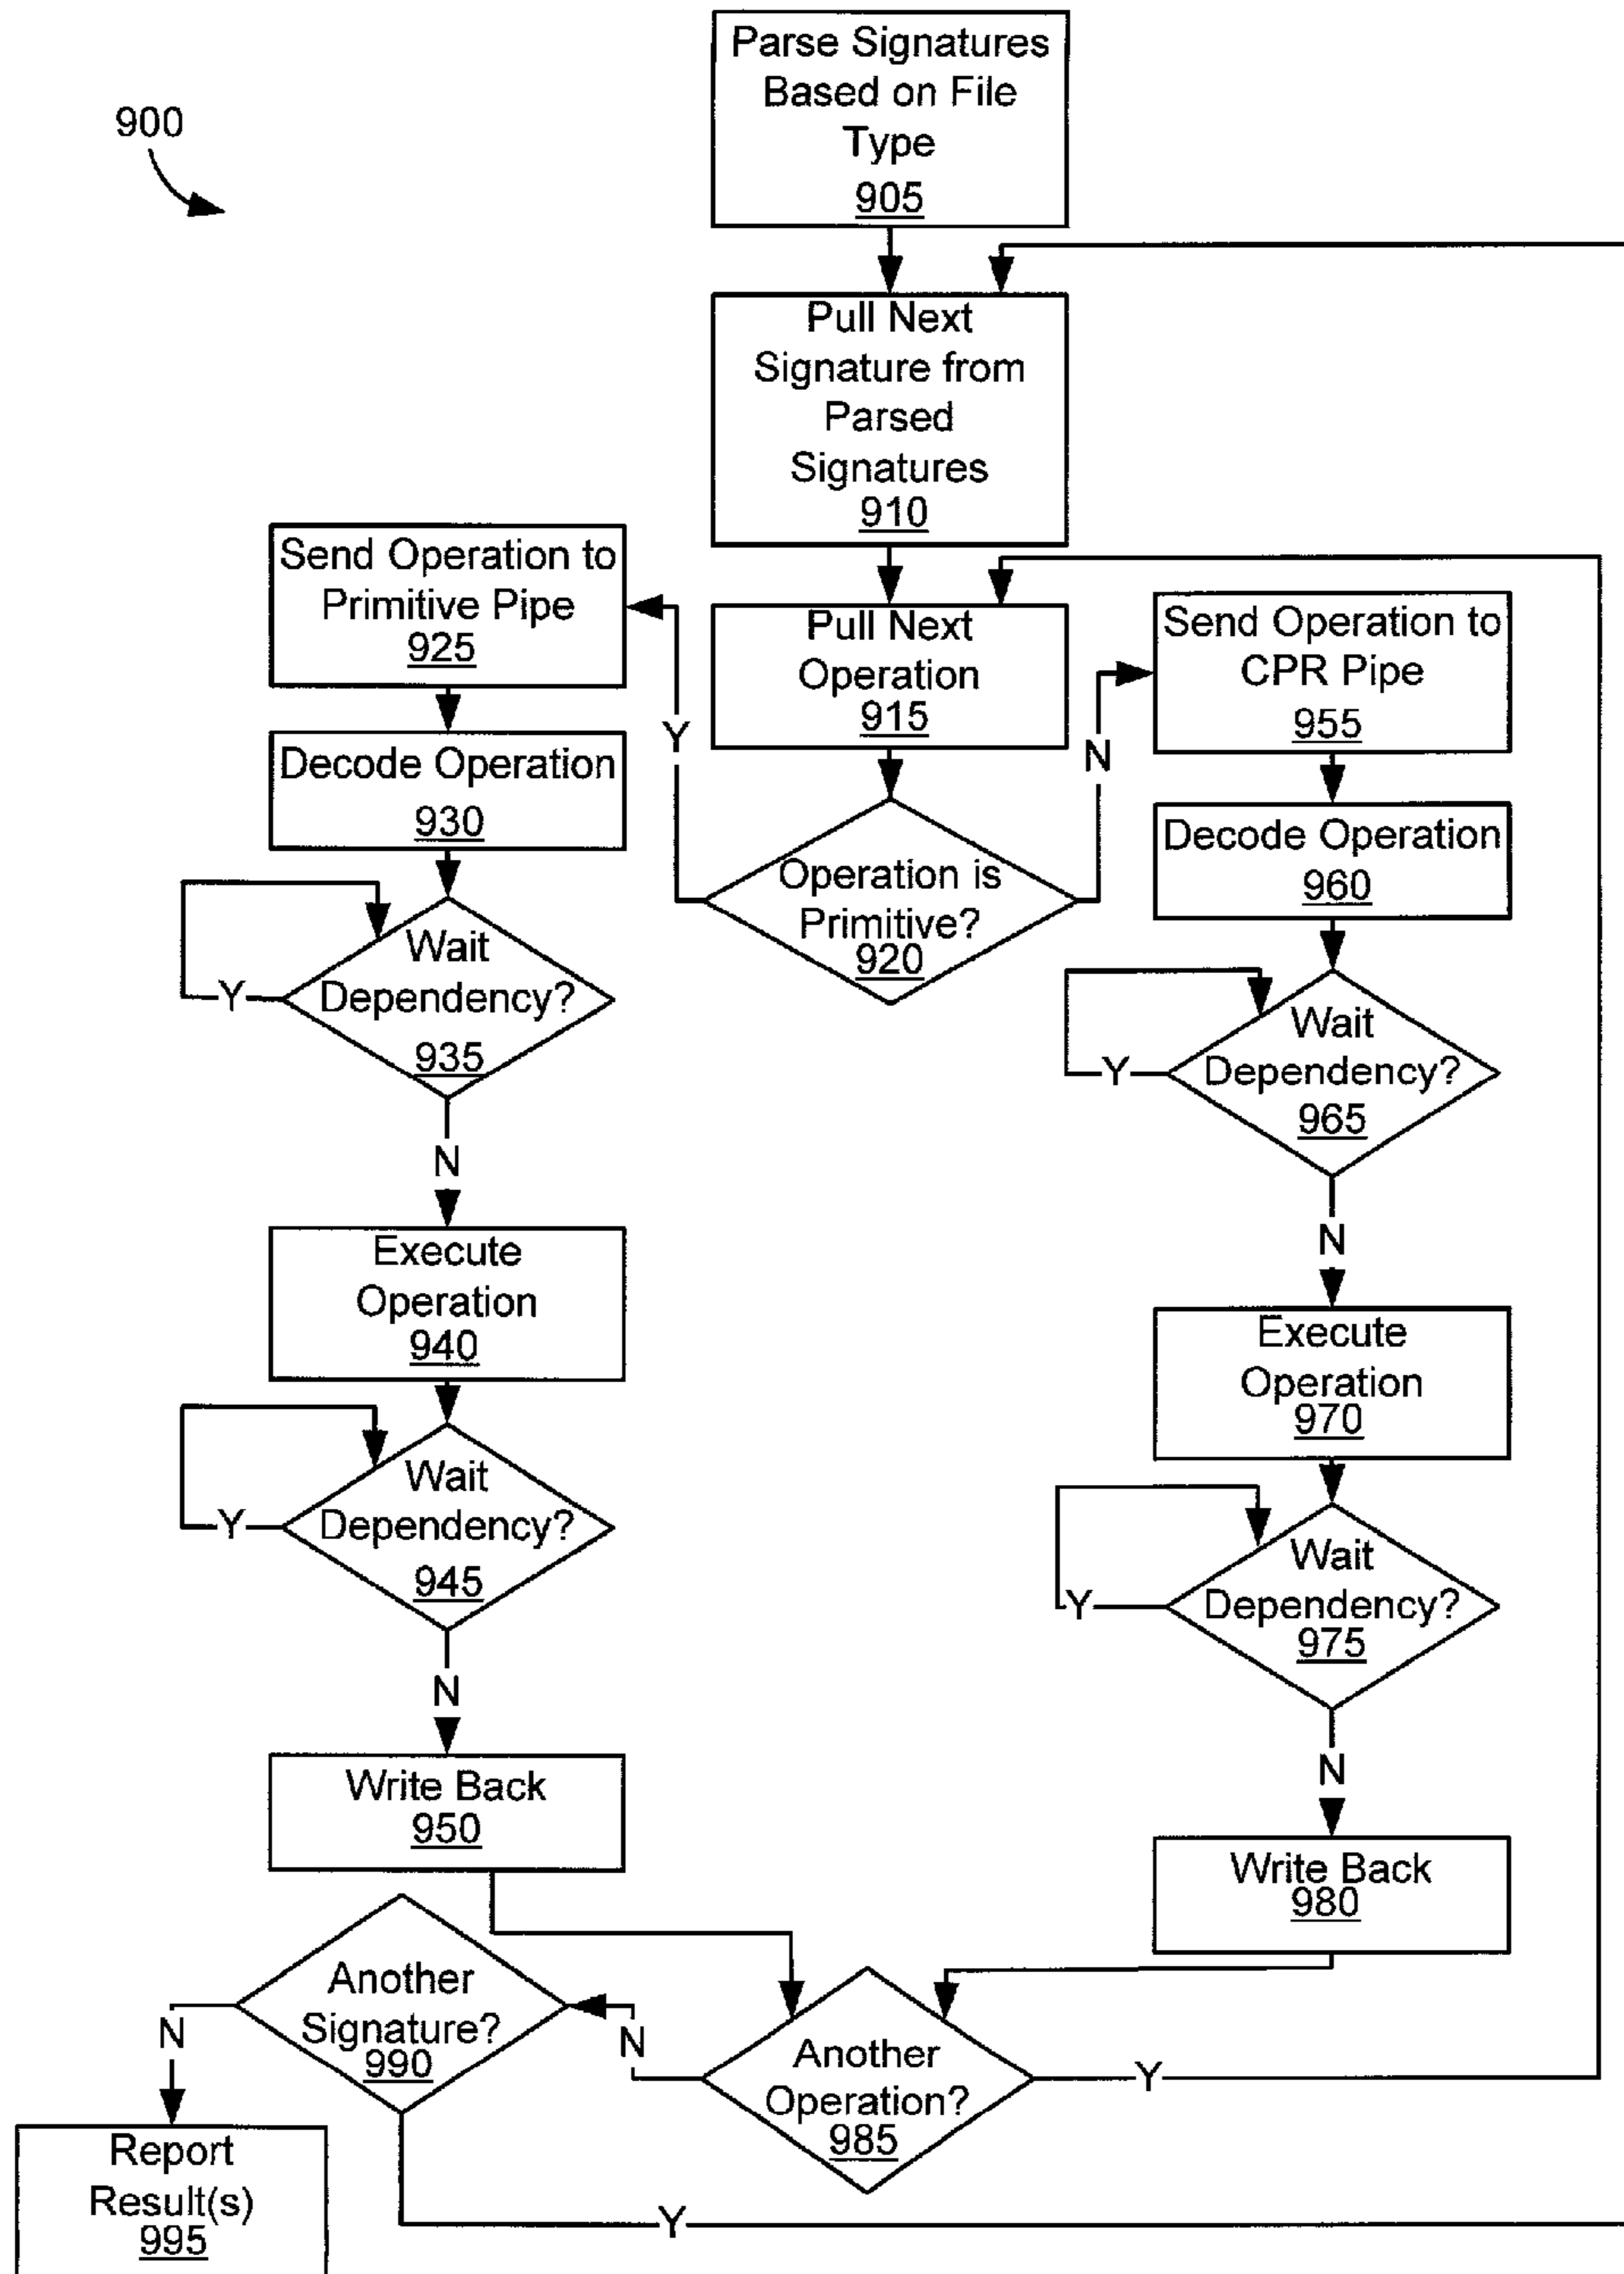 900
Parse Signatures
Based on File
Type
905
Pull Next
Signature from
Parsed
Signatures
910
Pull Next
Operation
915
Operation is
Primitive?
920
Y
N
Send Operation to
Primitive Pipe
925
Decode Operation
930
Wait
Dependency?
935
Y
N
Execute
Operation
940
Wait
Dependency?
945
Y
N
Write Back
950
Send Operation to
CPR Pipe
955
Decode Operation
960
Wait
Dependency?
965
Y
N
Execute
Operation
970
Wait
Dependency?
975
Y
N
Write Back
980
Another
Operation?
985
Y
N
Another
Signature?
990
Y
N
Report
Result(s)
995